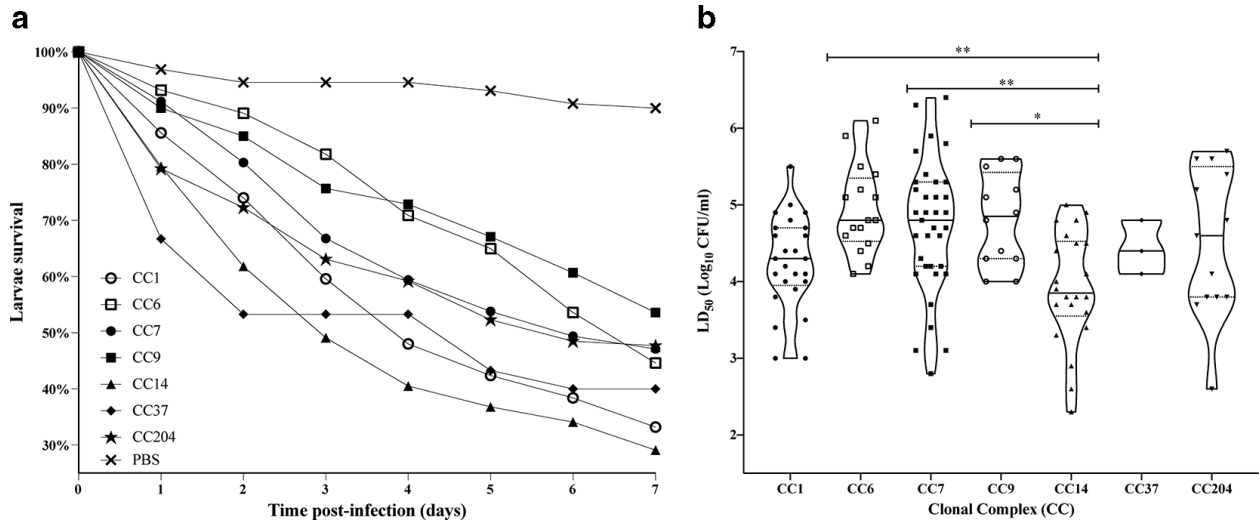 a
100%
90%
80%
70%
60%
50%
40%
30%
Larvae survival
CC1
CC6
CC7
CC9
CC14
CC37
CC204
PBS
0 1 2 3 4 5 6 7
Time post-infection (days)
b
7
6
5
4
3
2
LD50 (Log10 CFU/ml)
**
**
*
CC1 CC6 CC7 CC9 CC14 CC37 CC204
Clonal Complex (CC)